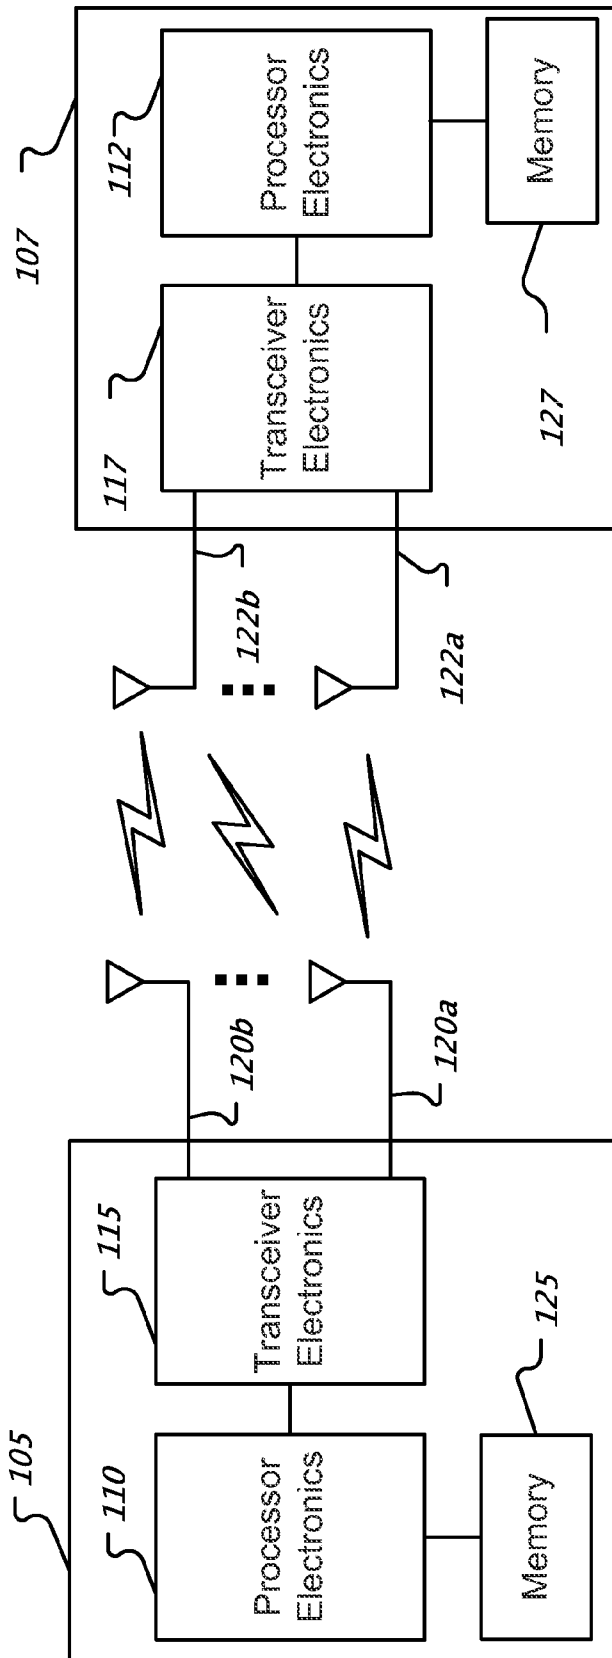 105
110
Processor
Electronics
115
Transceiver
Electronics
Memory
125
120b
120a
107
117
Transceiver
Electronics
112
Processor
Electronics
122b
122a
Memory
127